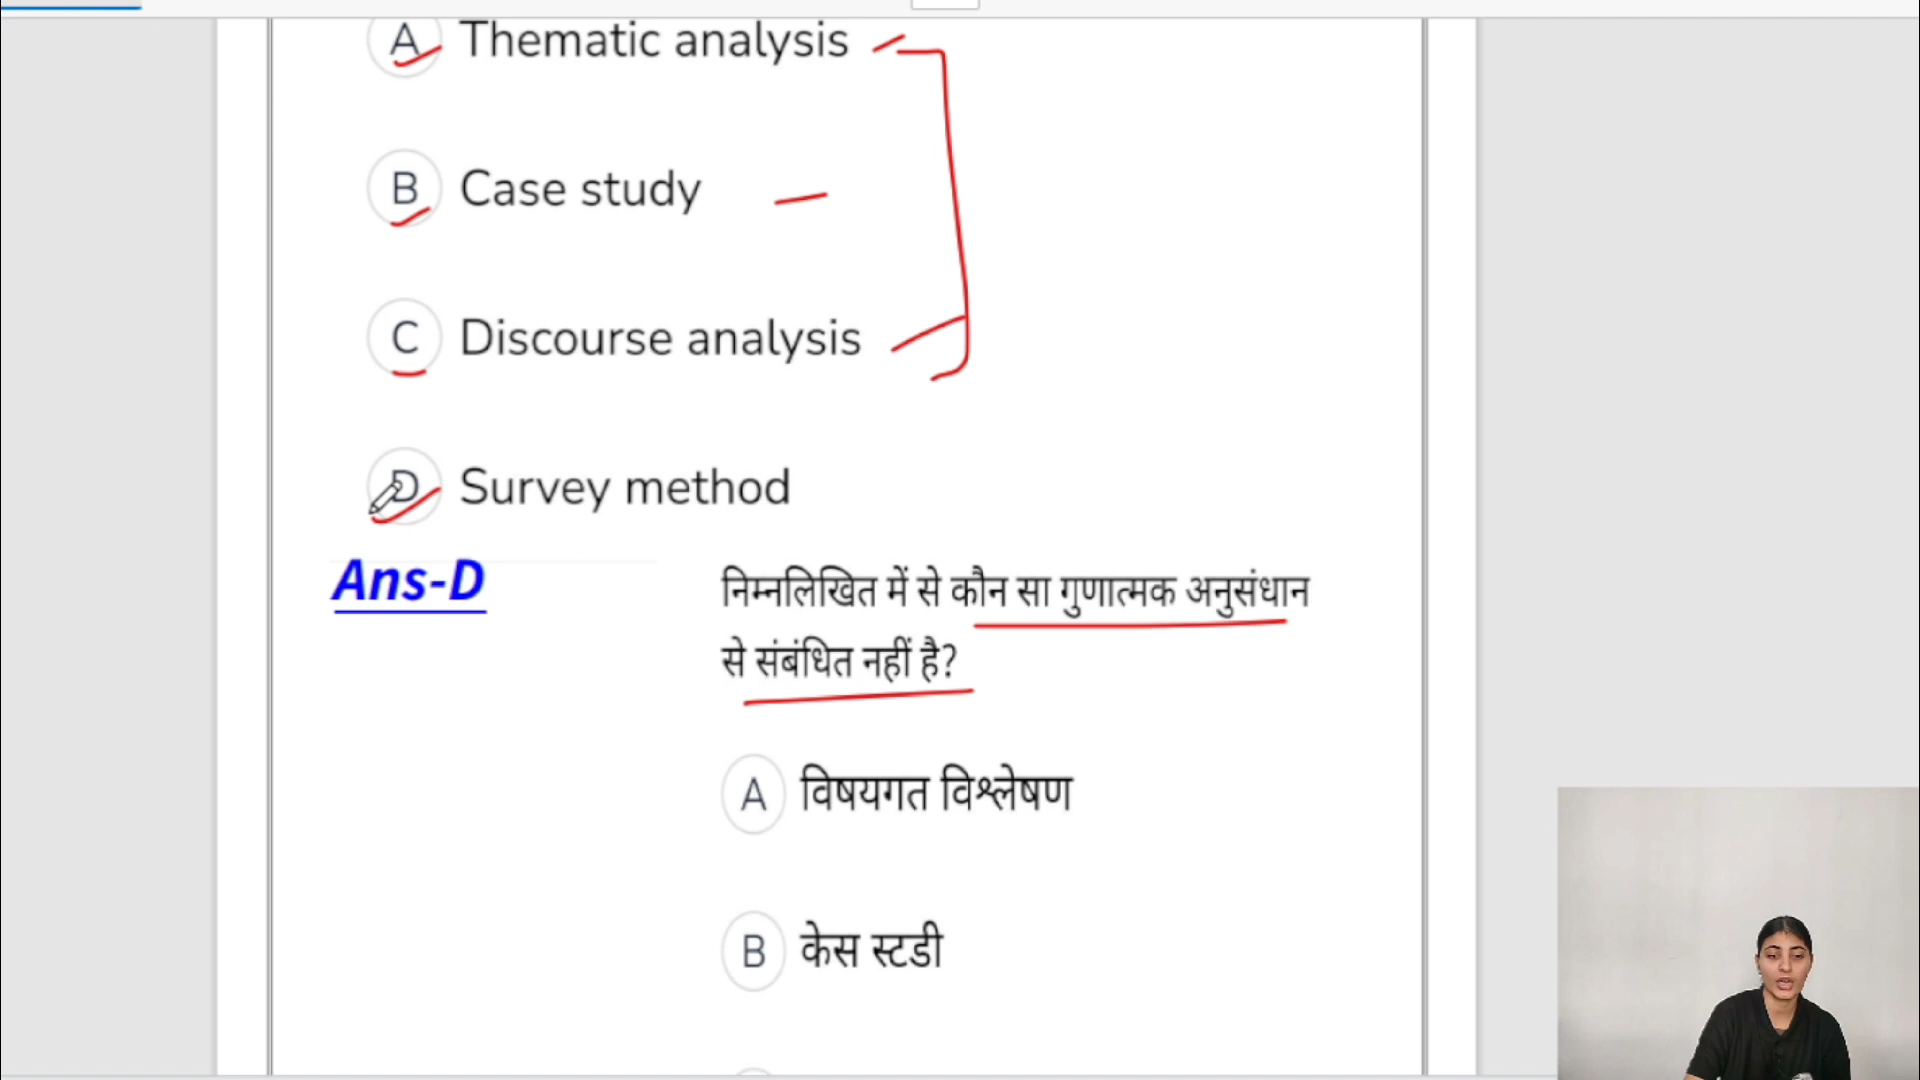 A Thematic analysis
B Case study
C Discourse analysis
D Survey method
Ans-D
निम्नलिखित में से कौन सा गुणात्मक अनुसंधान
से संबंधित नहीं है?
A विषयगत विश्लेषण
B केस स्टडी